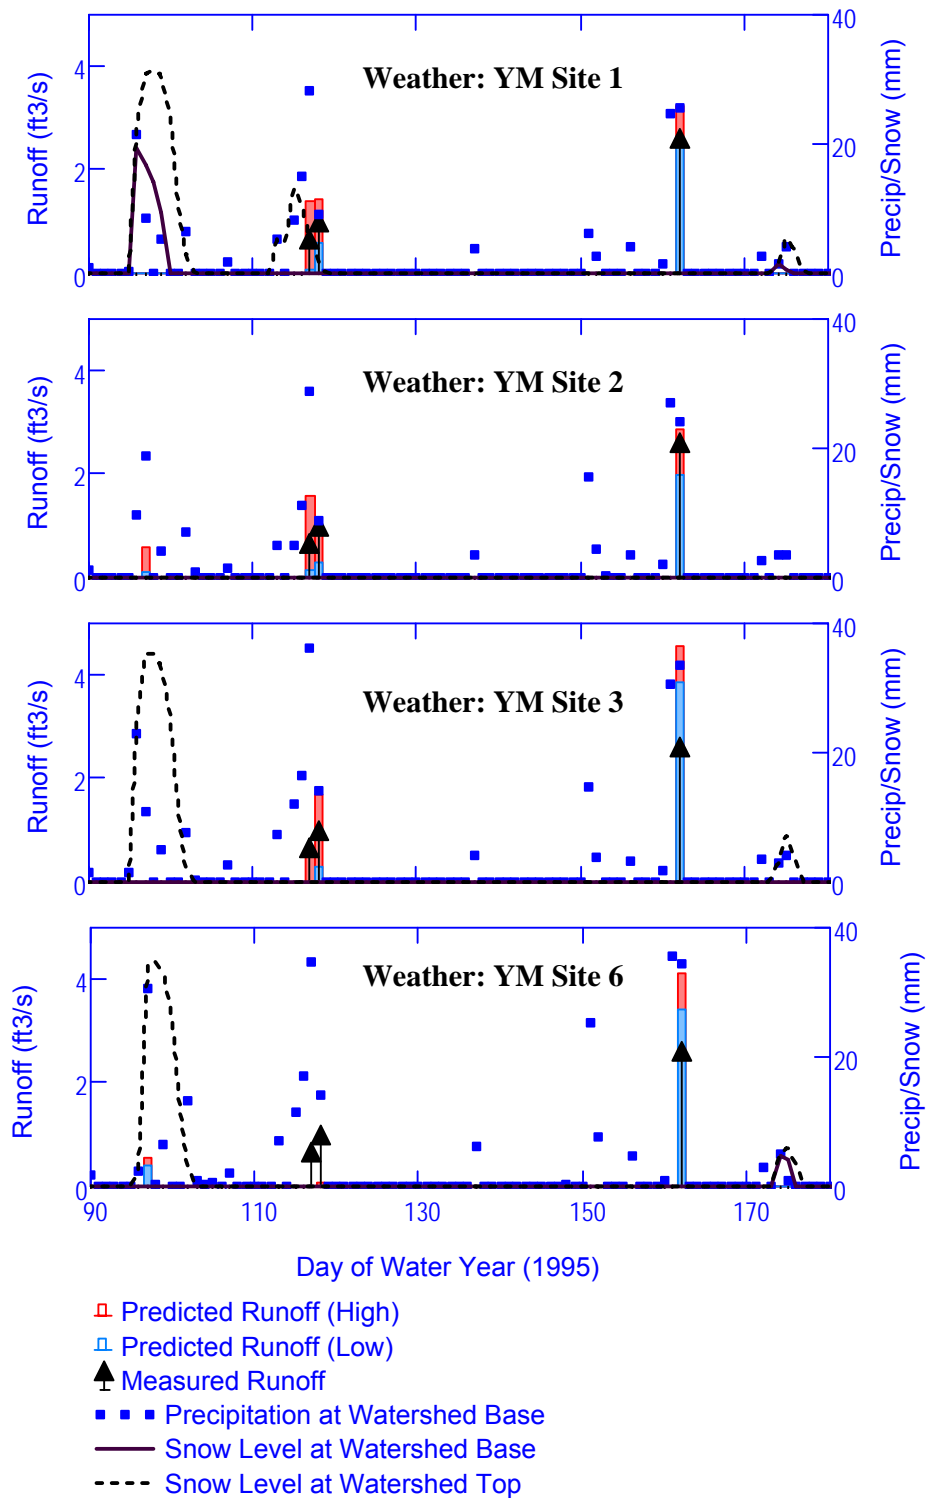 Weather: YM Site 1
Runoff (ft3/s)
Precip/Snow (mm)
4
2
0
40
20
0
Weather: YM Site 2
Runoff (ft3/s)
Precip/Snow (mm)
4
2
0
40
20
0
Weather: YM Site 3
Runoff (ft3/s)
Precip/Snow (mm)
4
2
0
40
20
0
Weather: YM Site 6
Runoff (ft3/s)
Precip/Snow (mm)
4
2
0
40
20
0
90 110 130 150 170
Day of Water Year (1995)
Predicted Runoff (High)
Predicted Runoff (Low)
Measured Runoff
Precipitation at Watershed Base
Snow Level at Watershed Base
Snow Level at Watershed Top